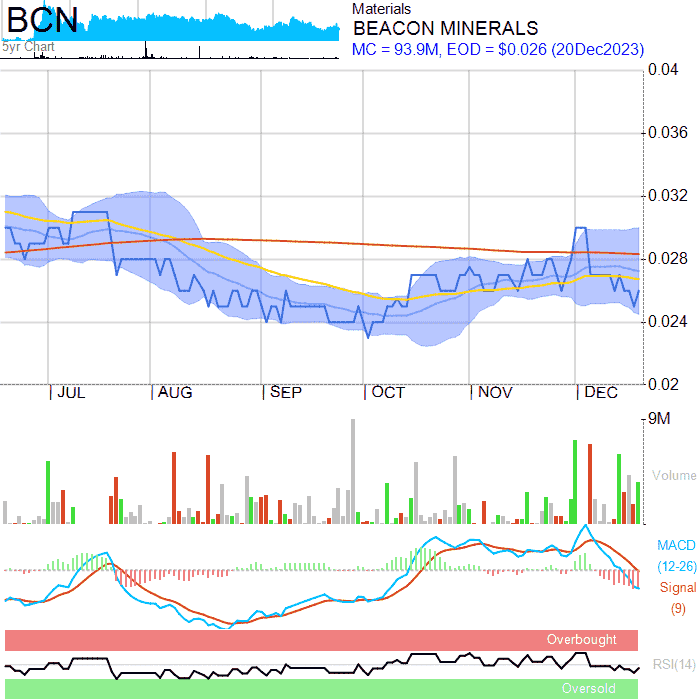 BCN
5yr Chart
Materials
BEACON MINERALS
MC = 93.9M, EOD = $0.026 (20Dec2023)
0.04
0.036
0.032
0.028
0.024
0.02
JUL AUG SEP OCT NOV DEC
9M
Volume
MACD
(12-26)
Signal
(9)
Overbought
RSI(14)
Oversold